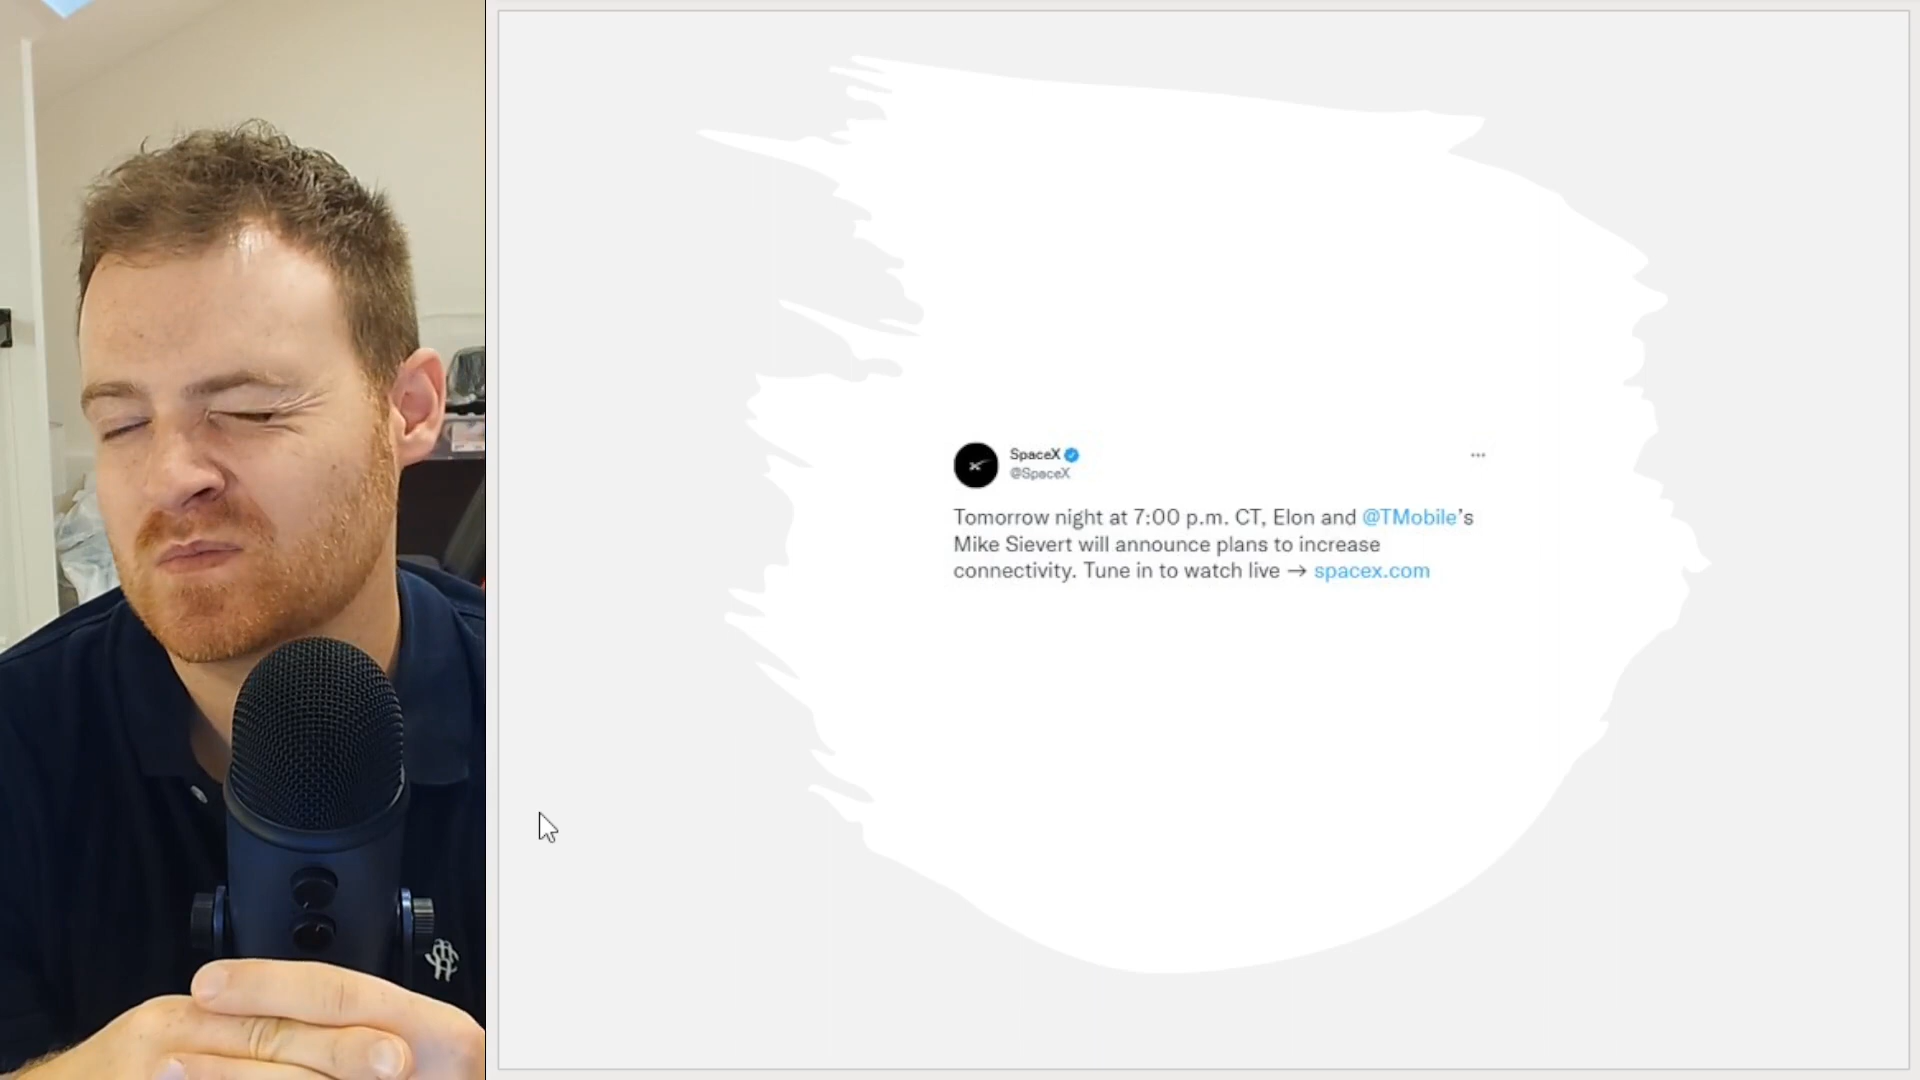 SpaceX
@SpaceX
Tomorrow night at 7:00 p.m. CT, Elon and @TMobile's
Mike Sievert will announce plans to increase
connectivity. Tune in to watch live → spacex.com